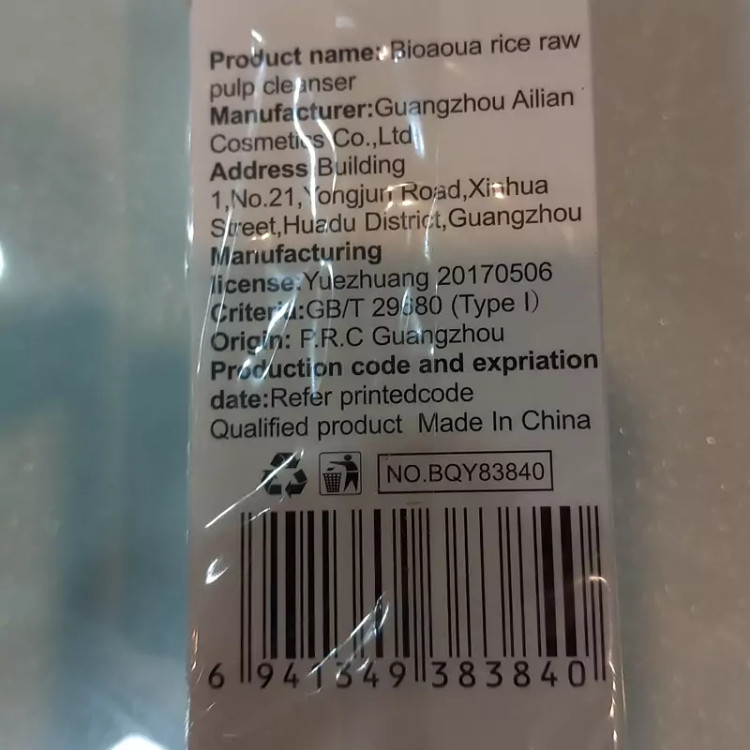 Product name: Bioaoua rice raw
pulp cleanser
Manufacturer:Guangzhou Ailian
Cosmetics Co.,Ltd
Address Building
1,No.21,Yongjun Road,Xinhua
Street,Huadu District,Guangzhou
Manufacturing
license:Yuezhuang 20170506
Criteria:GB/T 29680 (Type I)
Origin: P.R.C Guangzhou
Production code and expriation
date:Refer printedcode
Qualified product Made In China
NO.BQY83840
6 941349 383840